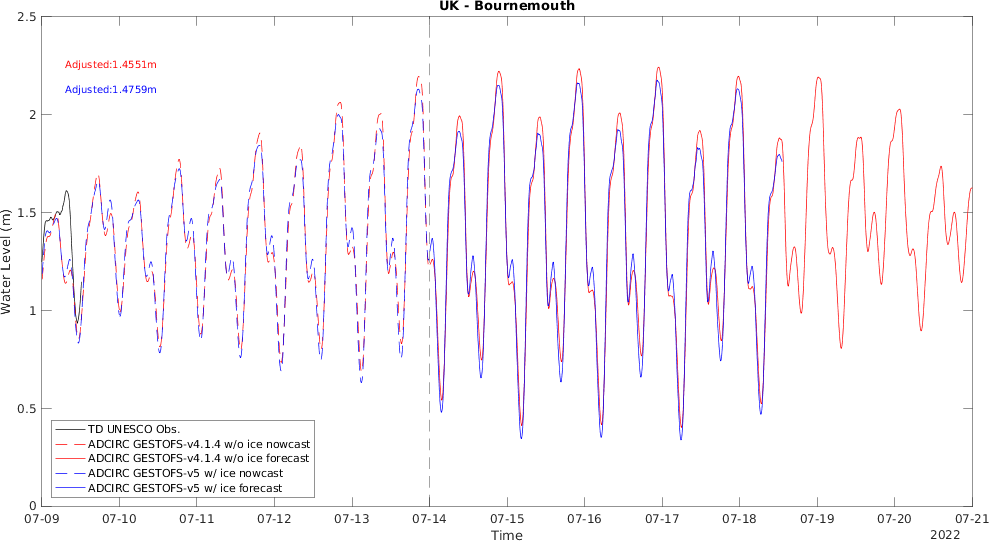 UK - Bournemouth
2.5
2
1.5
1
0.5
0
Water Level (m)
Adjusted:1.4551m
Adjusted:1.4759m
TD UNESCO Obs.
ADCIRC GESTOFS-v4.1.4 w/o ice nowcast
ADCIRC GESTOFS-v4.1.4 w/o ice forecast
ADCIRC GESTOFS-v5 w/ ice nowcast
ADCIRC GESTOFS-v5 w/ ice forecast
07-09 07-10 07-11 07-12 07-13 07-14 07-15 07-16 07-17 07-18 07-19 07-20 07-21
Time
2022